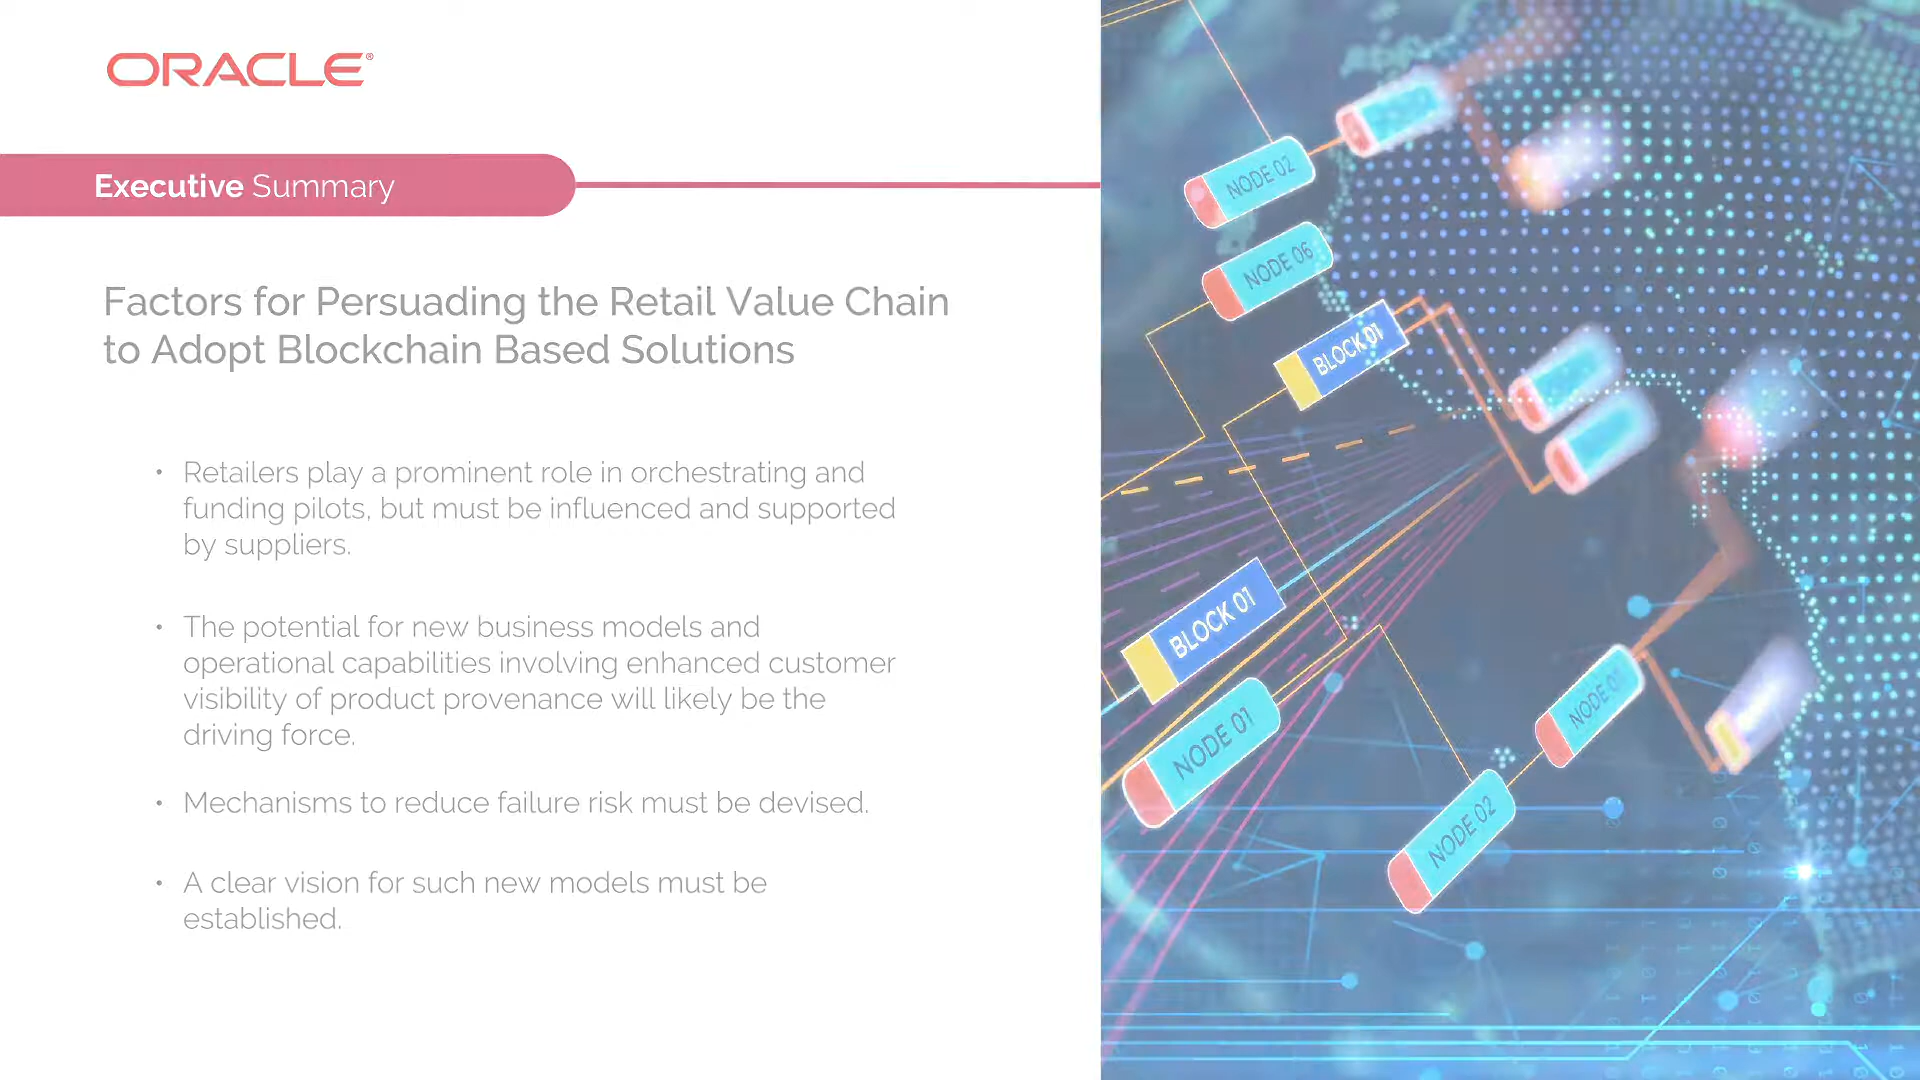 ORACLE®
Executive Summary
Factors for Persuading the Retail Value Chain
to Adopt Blockchain Based Solutions
• Retailers play a prominent role in orchestrating and
funding pilots, but must be influenced and supported
by suppliers.
• The potential for new business models and
operational capabilities involving enhanced customer
visibility of product provenance will likely be the
driving force.
• Mechanisms to reduce failure risk must be devised.
• A clear vision for such new models must be
established.
NODE 02
NODE 06
BLOCK 01
BLOCK 01
NODE 01
NODE
NODE 02